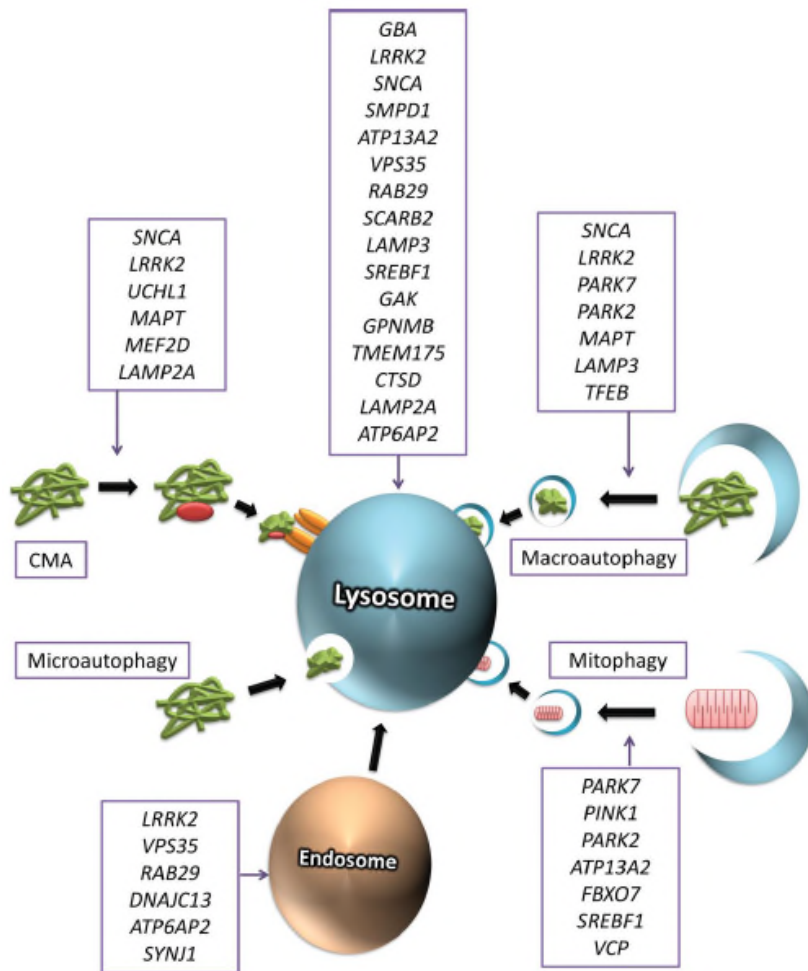 GBA
LRRK2
SNCA
SMPD1
ATP13A2
VPS35
RAB29
SCARB2
LAMP3
SREBF1
GAK
GPNMB
TMEM175
CTSD
LAMP2A
ATP6AP2
SNCA
LRRK2
UCHL1
MAPT
MEF2D
LAMP2A
SNCA
LRRK2
PARK7
PARK2
MAPT
LAMP3
TFEB
CMA
Macroautophagy
Lysosome
Microautophagy
Mitophagy
Endosome
LRRK2
VPS35
RAB29
DNAJC13
ATP6AP2
SYNJ1
PARK7
PINK1
PARK2
ATP13A2
FBXO7
SREBF1
VCP